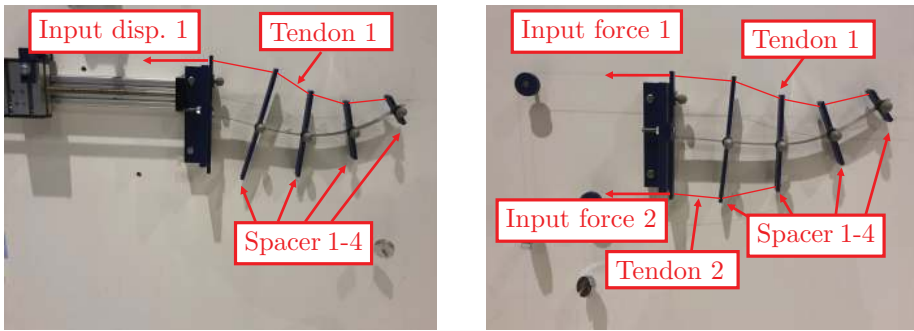 Input disp. 1
Tendon 1
Spacer 1-4
Input force 1
Tendon 1
Input force 2
Spacer 1-4
Tendon 2